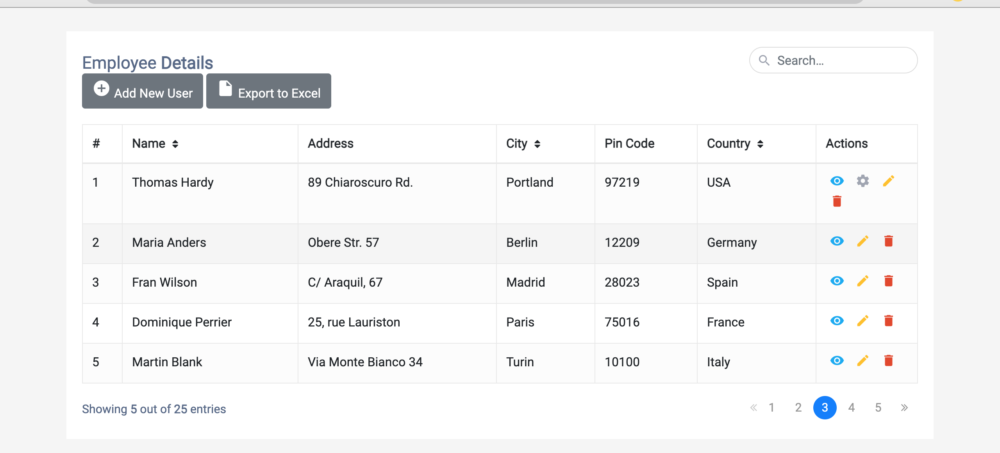 Employee Details
Search...
Add New User
Export to Excel
# Name Address City Pin Code Country Actions
1 Thomas Hardy 89 Chiaroscuro Rd. Portland 97219 USA
2 Maria Anders Obere Str. 57 Berlin 12209 Germany
3 Fran Wilson C/ Araquil, 67 Madrid 28023 Spain
4 Dominique Perrier 25, rue Lauriston Paris 75016 France
5 Martin Blank Via Monte Bianco 34 Turin 10100 Italy
Showing 5 out of 25 entries
« 1 2 3 4 5 »